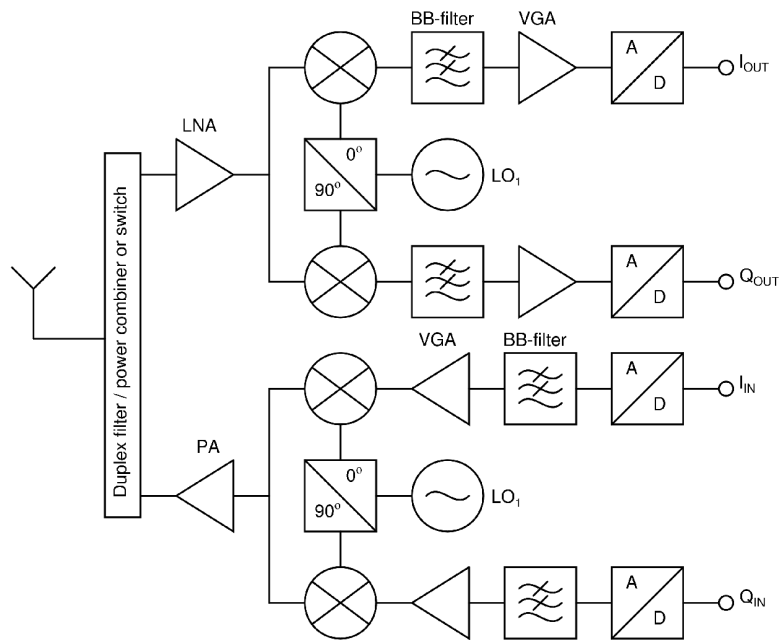 BB-filter
VGA
A
D
I_OUT
LNA
0°
90°
LO₁
A
D
Q_OUT
Duplex filter / power combiner or switch
VGA
BB-filter
A
D
I_IN
PA
0°
90°
LO₁
A
D
Q_IN